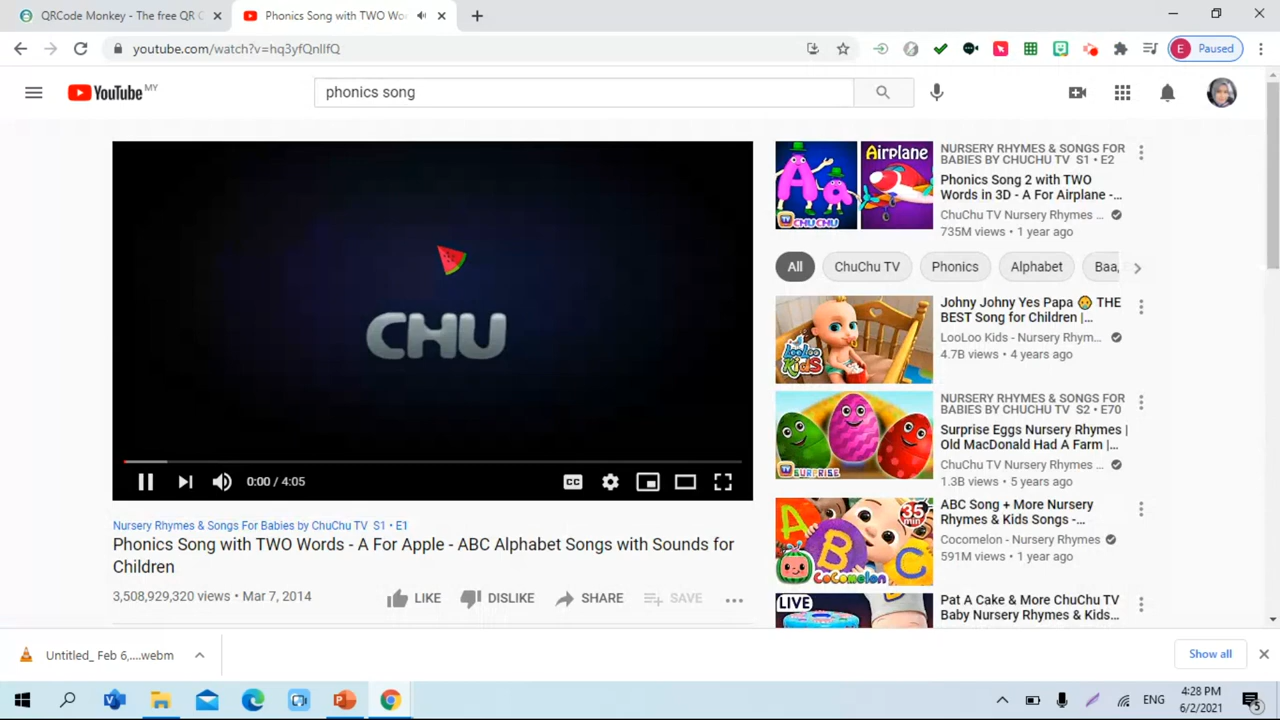 QRCode Monkey - The free QR C
Phonics Song with TWO Wo
youtube.com/watch?v=hq3yfQnllfQ
E Paused
YouTube MY
phonics song
CHU
0:00 / 4:05
CC
Nursery Rhymes & Songs For Babies by ChuChu TV S1 • E1
Phonics Song with TWO Words - A For Apple - ABC Alphabet Songs with Sounds for
Children
3,508,929,320 views • Mar 7, 2014
LIKE
DISLIKE
SHARE
SAVE
Airplane
CHUCHU
NURSERY RHYMES & SONGS FOR
BABIES BY CHUCHU TV S1 • E2
Phonics Song 2 with TWO
Words in 3D - A For Airplane -...
ChuChu TV Nursery Rhymes ...
735M views • 1 year ago
All
ChuChu TV
Phonics
Alphabet
Baa,
LooLoo KiDS
Johny Johny Yes Papa 👶 THE
BEST Song for Children |...
LooLoo Kids - Nursery Rhym...
4.7B views • 4 years ago
SURPRISE
NURSERY RHYMES & SONGS FOR
BABIES BY CHUCHU TV S2 • E70
Surprise Eggs Nursery Rhymes |
Old MacDonald Had A Farm |...
ChuChu TV Nursery Rhymes ...
1.3B views • 5 years ago
A B C
35 min
CoComelon
ABC Song + More Nursery
Rhymes & Kids Songs -...
Cocomelon - Nursery Rhymes
591M views • 1 year ago
LIVE
Pat A Cake & More ChuChu TV
Baby Nursery Rhymes & Kids...
Untitled_ Feb 6,....webm
Show all
ENG
4:28 PM
6/2/2021
5